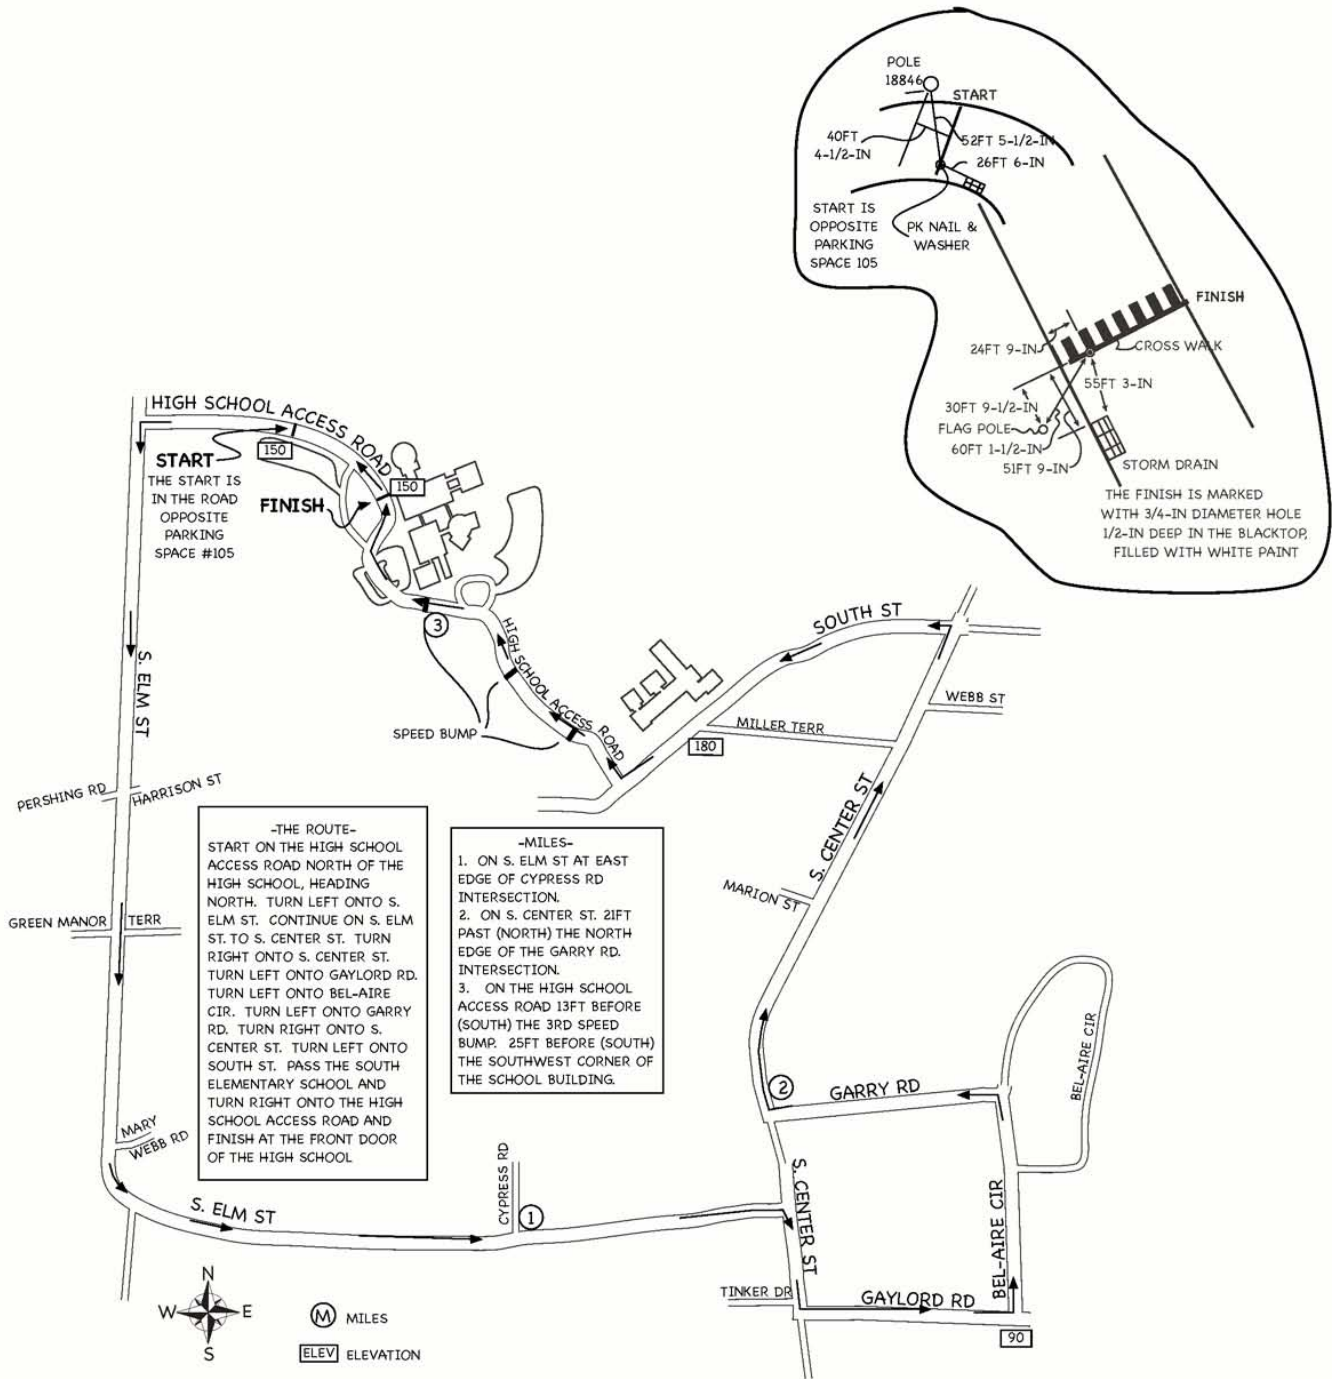 POLE
18846
START
40FT
4-1/2-IN
52FT 5-1/2-IN
26FT 6-IN
START IS
OPPOSITE
PARKING
SPACE 105
PK NAIL &
WASHER
FINISH
24FT 9-IN
CROSS WALK
55FT 3-IN
30FT 9-1/2-IN
FLAG POLE
60FT 1-1/2-IN
51FT 9-IN
STORM DRAIN
THE FINISH IS MARKED
WITH 3/4-IN DIAMETER HOLE
1/2-IN DEEP IN THE BLACKTOP,
FILLED WITH WHITE PAINT
HIGH SCHOOL ACCESS ROAD
150
START
THE START IS
IN THE ROAD
OPPOSITE
PARKING
SPACE #105
FINISH
150
3
HIGH SCHOOL ACCESS ROAD
SPEED BUMP
SOUTH ST
WEBB ST
MILLER TERR
180
S. ELM ST
PERSHING RD
HARRISON ST
S. CENTER ST
MARION ST
GREEN MANOR TERR
-THE ROUTE-
START ON THE HIGH SCHOOL
ACCESS ROAD NORTH OF THE
HIGH SCHOOL, HEADING
NORTH. TURN LEFT ONTO S.
ELM ST. CONTINUE ON S. ELM
ST. TO S. CENTER ST. TURN
RIGHT ONTO S. CENTER ST.
TURN LEFT ONTO GAYLORD RD.
TURN LEFT ONTO BEL-AIRE
CIR. TURN LEFT ONTO GARRY
RD. TURN RIGHT ONTO S.
CENTER ST. TURN LEFT ONTO
SOUTH ST. PASS THE SOUTH
ELEMENTARY SCHOOL AND
TURN RIGHT ONTO THE HIGH
SCHOOL ACCESS ROAD AND
FINISH AT THE FRONT DOOR
OF THE HIGH SCHOOL
-MILES-
1. ON S. ELM ST AT EAST
EDGE OF CYPRESS RD
INTERSECTION.
2. ON S. CENTER ST. 21FT
PAST (NORTH) THE NORTH
EDGE OF THE GARRY RD.
INTERSECTION.
3. ON THE HIGH SCHOOL
ACCESS ROAD 13FT BEFORE
(SOUTH) THE 3RD SPEED
BUMP. 25FT BEFORE (SOUTH)
THE SOUTHWEST CORNER OF
THE SCHOOL BUILDING.
BEL-AIRE CIR
2
GARRY RD
MARY
WEBB RD
CYPRESS RD
1
S. ELM ST
S. CENTER ST
BEL-AIRE CIR
TINKER DR
GAYLORD RD
90
N
W E
S
M MILES
ELEV ELEVATION